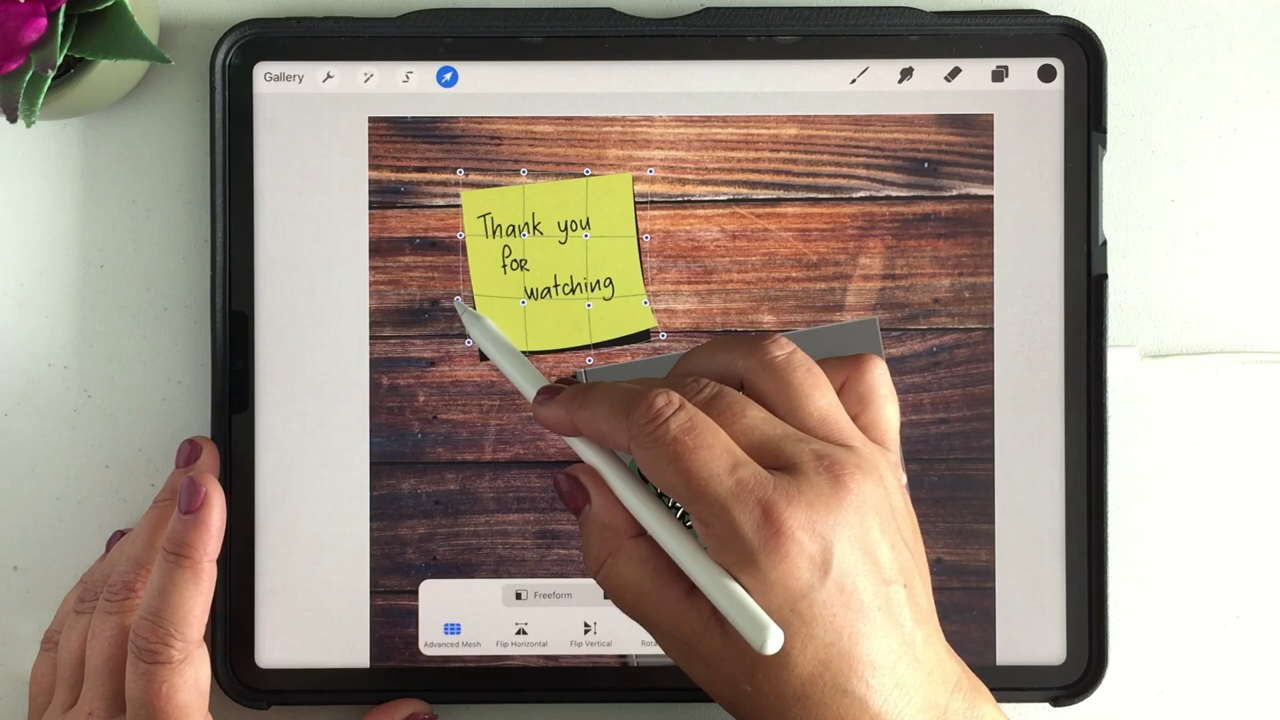 Gallery
Thank you
for
watching
Freeform
Advanced Mesh
Flip Horizontal
Flip Vertical